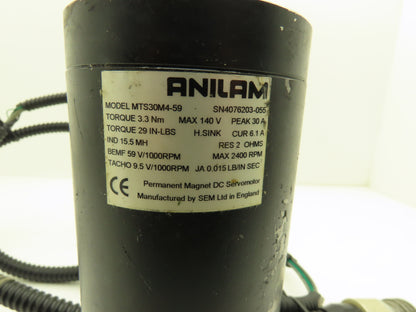 ANILAM
MODEL MTS30M4-59 SN4076203-055
TORQUE 3.3 Nm MAX 140 V PEAK 30 A
TORQUE 29 IN-LBS H.SINK CUR 6.1 A
IND 15.5 MH RES 2 OHMS
BEMF 59 V/1000RPM MAX 2400 RPM
TACHO 9.5 V/1000RPM JA 0.015 LB/IN SEC
CE Permanent Magnet DC Servomotor
Manufactured by SEM Ltd in England